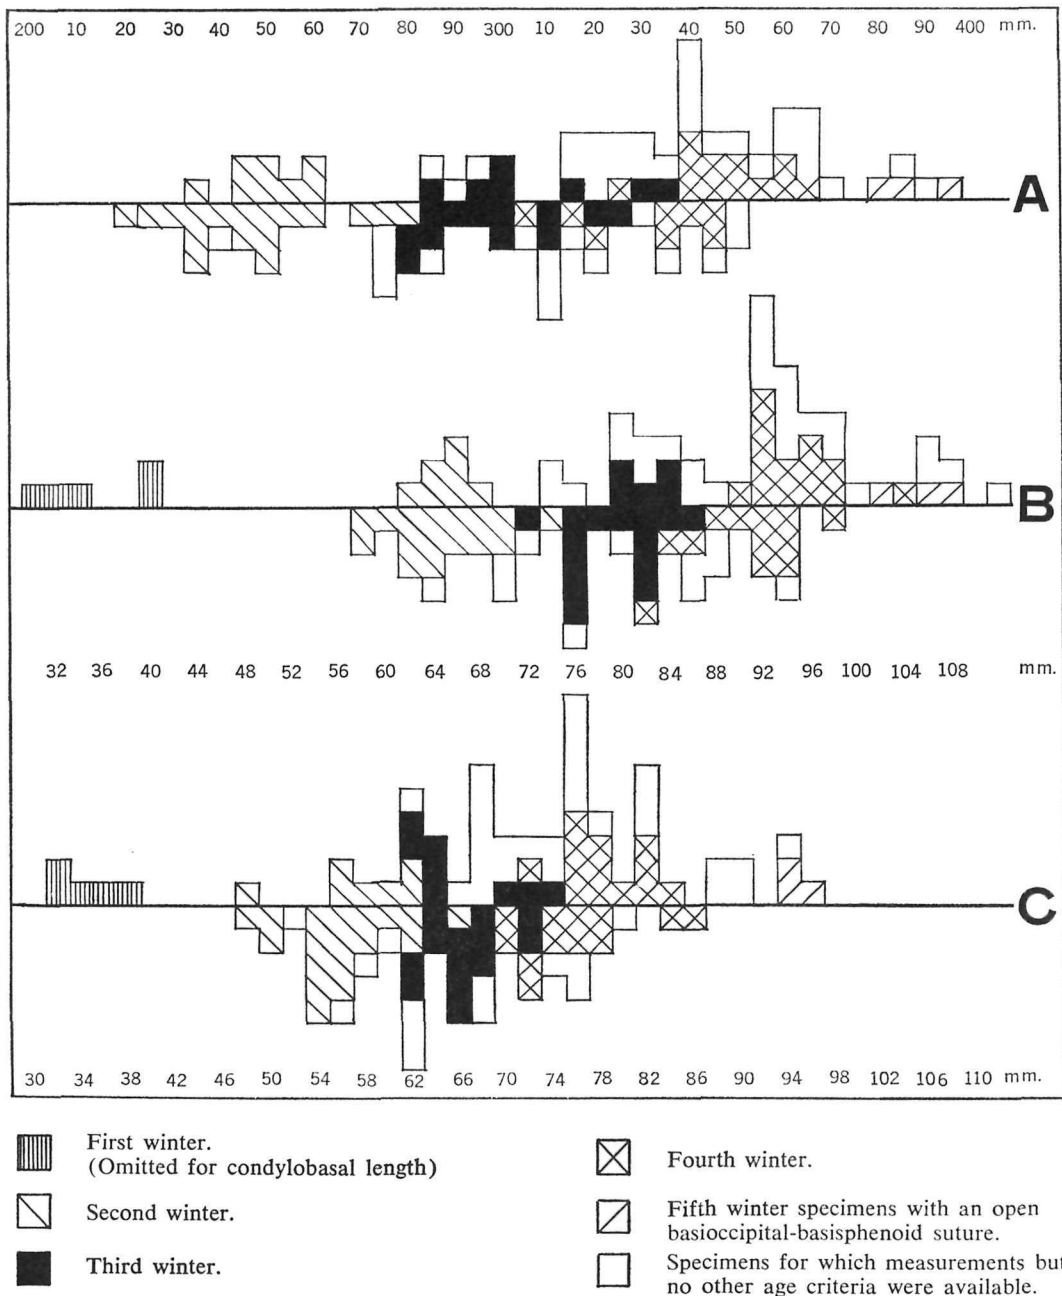 200 10 20 30 40 50 60 70 80 90 300 10 20 30 40 50 60 70 80 90 400 mm.
A
B
32 36 40 44 48 52 56 60 64 68 72 76 80 84 88 92 96 100 104 108 mm.
C
30 34 38 42 46 50 54 58 62 66 70 74 78 82 86 90 94 98 102 106 110 mm.
First winter.
(Omitted for condylobasal length)
Second winter.
Third winter.
Fourth winter.
Fifth winter specimens with an open
basioccipital-basisphenoid suture.
Specimens for which measurements but
no other age criteria were available.